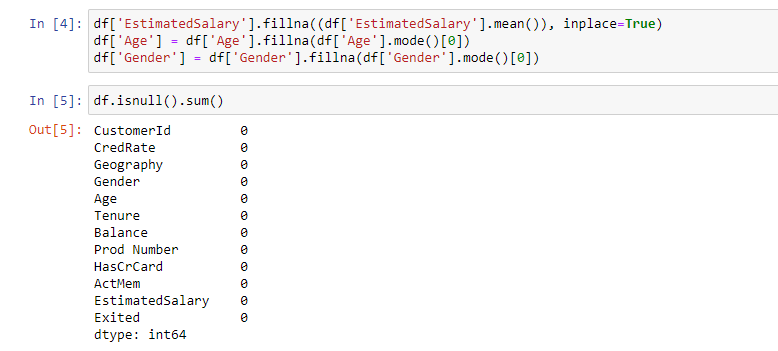 In [4]: df['EstimatedSalary'].fillna((df['EstimatedSalary'].mean()), inplace=True)
df['Age'] = df['Age'].fillna(df['Age'].mode()[0])
df['Gender'] = df['Gender'].fillna(df['Gender'].mode()[0])
In [5]: df.isnull().sum()
Out[5]: CustomerId 0
CredRate 0
Geography 0
Gender 0
Age 0
Tenure 0
Balance 0
Prod Number 0
HasCrCard 0
ActMem 0
EstimatedSalary 0
Exited 0
dtype: int64